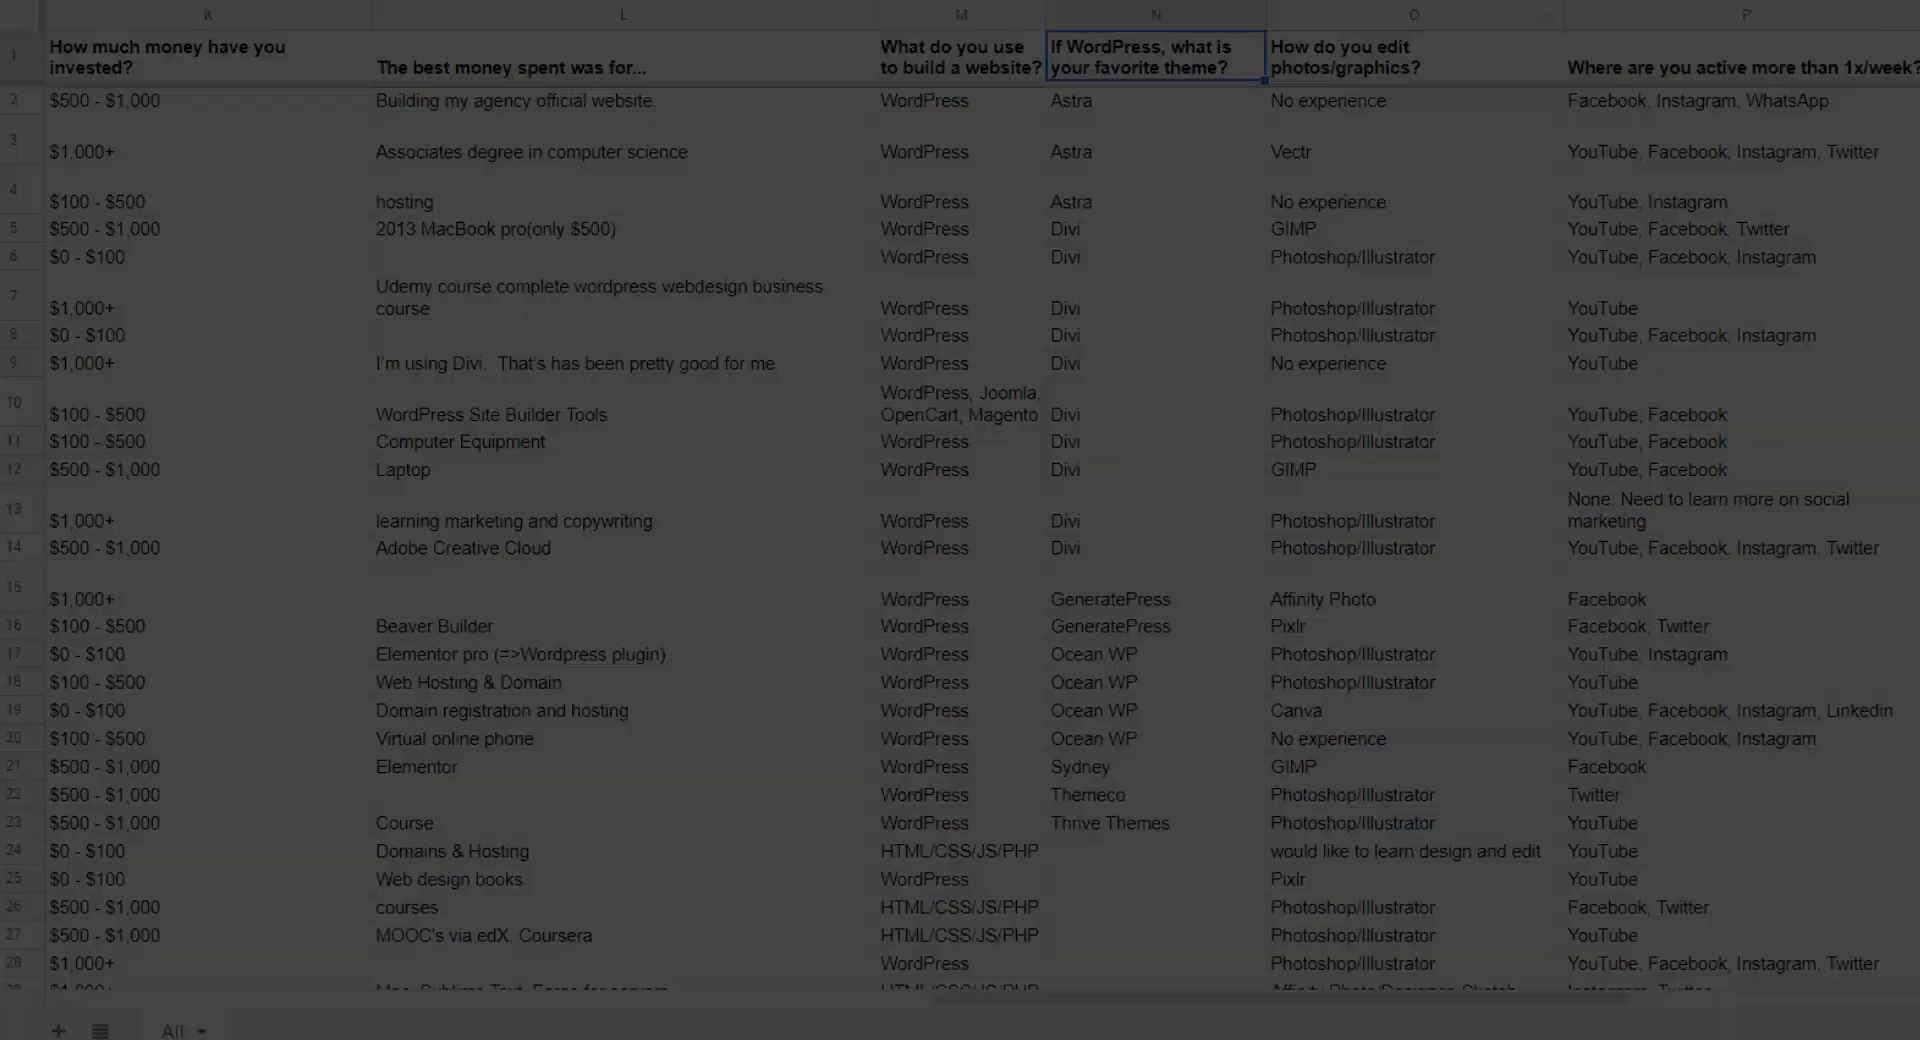 K L M N O P
1 How much money have you What do you use If WordPress, what is How do you edit
invested? The best money spent was for... to build a website? your favorite theme? photos/graphics? Where are you active more than 1x/week?
2 $500 - $1,000 Building my agency official website. WordPress Astra No experience Facebook, Instagram, WhatsApp
3 $1,000+ Associates degree in computer science WordPress Astra Vectr YouTube, Facebook, Instagram, Twitter
4 $100 - $500 hosting WordPress Astra No experience YouTube, Instagram
5 $500 - $1,000 2013 MacBook pro(only $500) WordPress Divi GIMP YouTube, Facebook, Twitter
6 $0 - $100 WordPress Divi Photoshop/Illustrator YouTube, Facebook, Instagram
Udemy course complete wordpress webdesign business
7 $1,000+ course WordPress Divi Photoshop/Illustrator YouTube
8 $0 - $100 WordPress Divi Photoshop/Illustrator YouTube, Facebook, Instagram
9 $1,000+ I'm using Divi. That's has been pretty good for me. WordPress Divi No experience YouTube
WordPress, Joomla,
10 $100 - $500 WordPress Site Builder Tools OpenCart, Magento Divi Photoshop/Illustrator YouTube, Facebook
11 $100 - $500 Computer Equipment WordPress Divi Photoshop/Illustrator YouTube, Facebook
12 $500 - $1,000 Laptop WordPress Divi GIMP YouTube, Facebook
None. Need to learn more on social
13 $1,000+ learning marketing and copywriting WordPress Divi Photoshop/Illustrator marketing
14 $500 - $1,000 Adobe Creative Cloud WordPress Divi Photoshop/Illustrator YouTube, Facebook, Instagram, Twitter
15 $1,000+ WordPress GeneratePress Affinity Photo Facebook
16 $100 - $500 Beaver Builder WordPress GeneratePress Pixlr Facebook, Twitter
17 $0 - $100 Elementor pro (=>Wordpress plugin) WordPress Ocean WP Photoshop/Illustrator YouTube, Instagram
18 $100 - $500 Web Hosting & Domain WordPress Ocean WP Photoshop/Illustrator YouTube
19 $0 - $100 Domain registration and hosting WordPress Ocean WP Canva YouTube, Facebook, Instagram, Linkedin
20 $100 - $500 Virtual online phone WordPress Ocean WP No experience YouTube, Facebook, Instagram
21 $500 - $1,000 Elementor WordPress Sydney GIMP Facebook
22 $500 - $1,000 WordPress Themeco Photoshop/Illustrator Twitter
23 $500 - $1,000 Course WordPress Thrive Themes Photoshop/Illustrator YouTube
24 $0 - $100 Domains & Hosting HTML/CSS/JS/PHP would like to learn design and edit YouTube
25 $0 - $100 Web design books WordPress Pixlr YouTube
26 $500 - $1,000 courses HTML/CSS/JS/PHP Photoshop/Illustrator Facebook, Twitter
27 $500 - $1,000 MOOC's via edX, Coursera HTML/CSS/JS/PHP Photoshop/Illustrator YouTube
28 $1,000+ WordPress Photoshop/Illustrator YouTube, Facebook, Instagram, Twitter
All